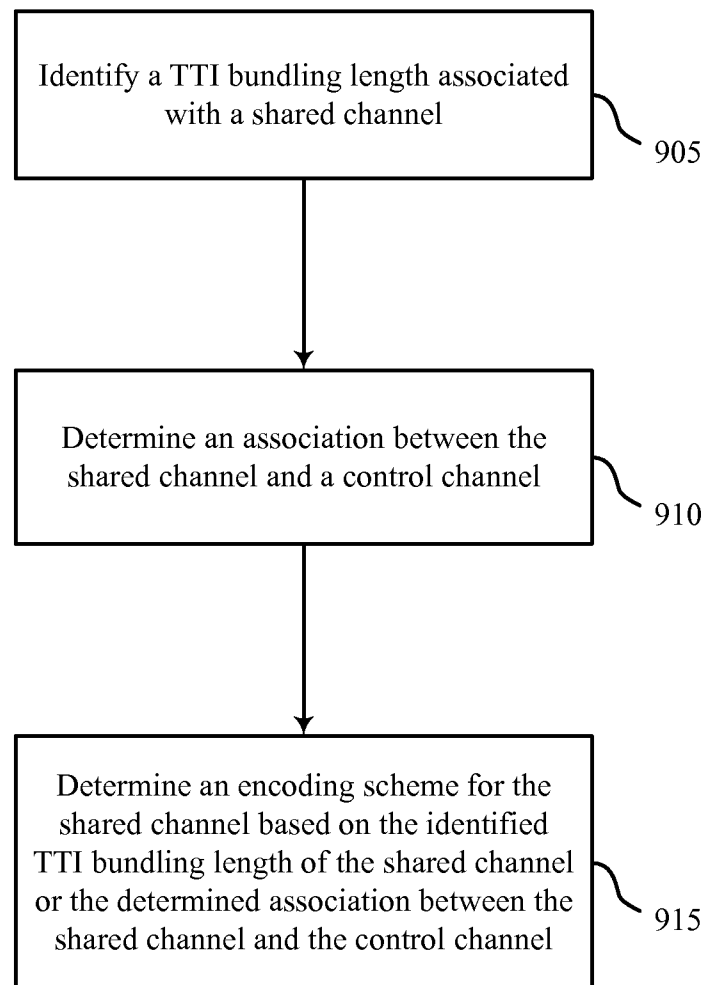 Identify a TTI bundling length associated
with a shared channel
905
Determine an association between the
shared channel and a control channel
910
Determine an encoding scheme for the
shared channel based on the identified
TTI bundling length of the shared channel
or the determined association between the
shared channel and the control channel
915